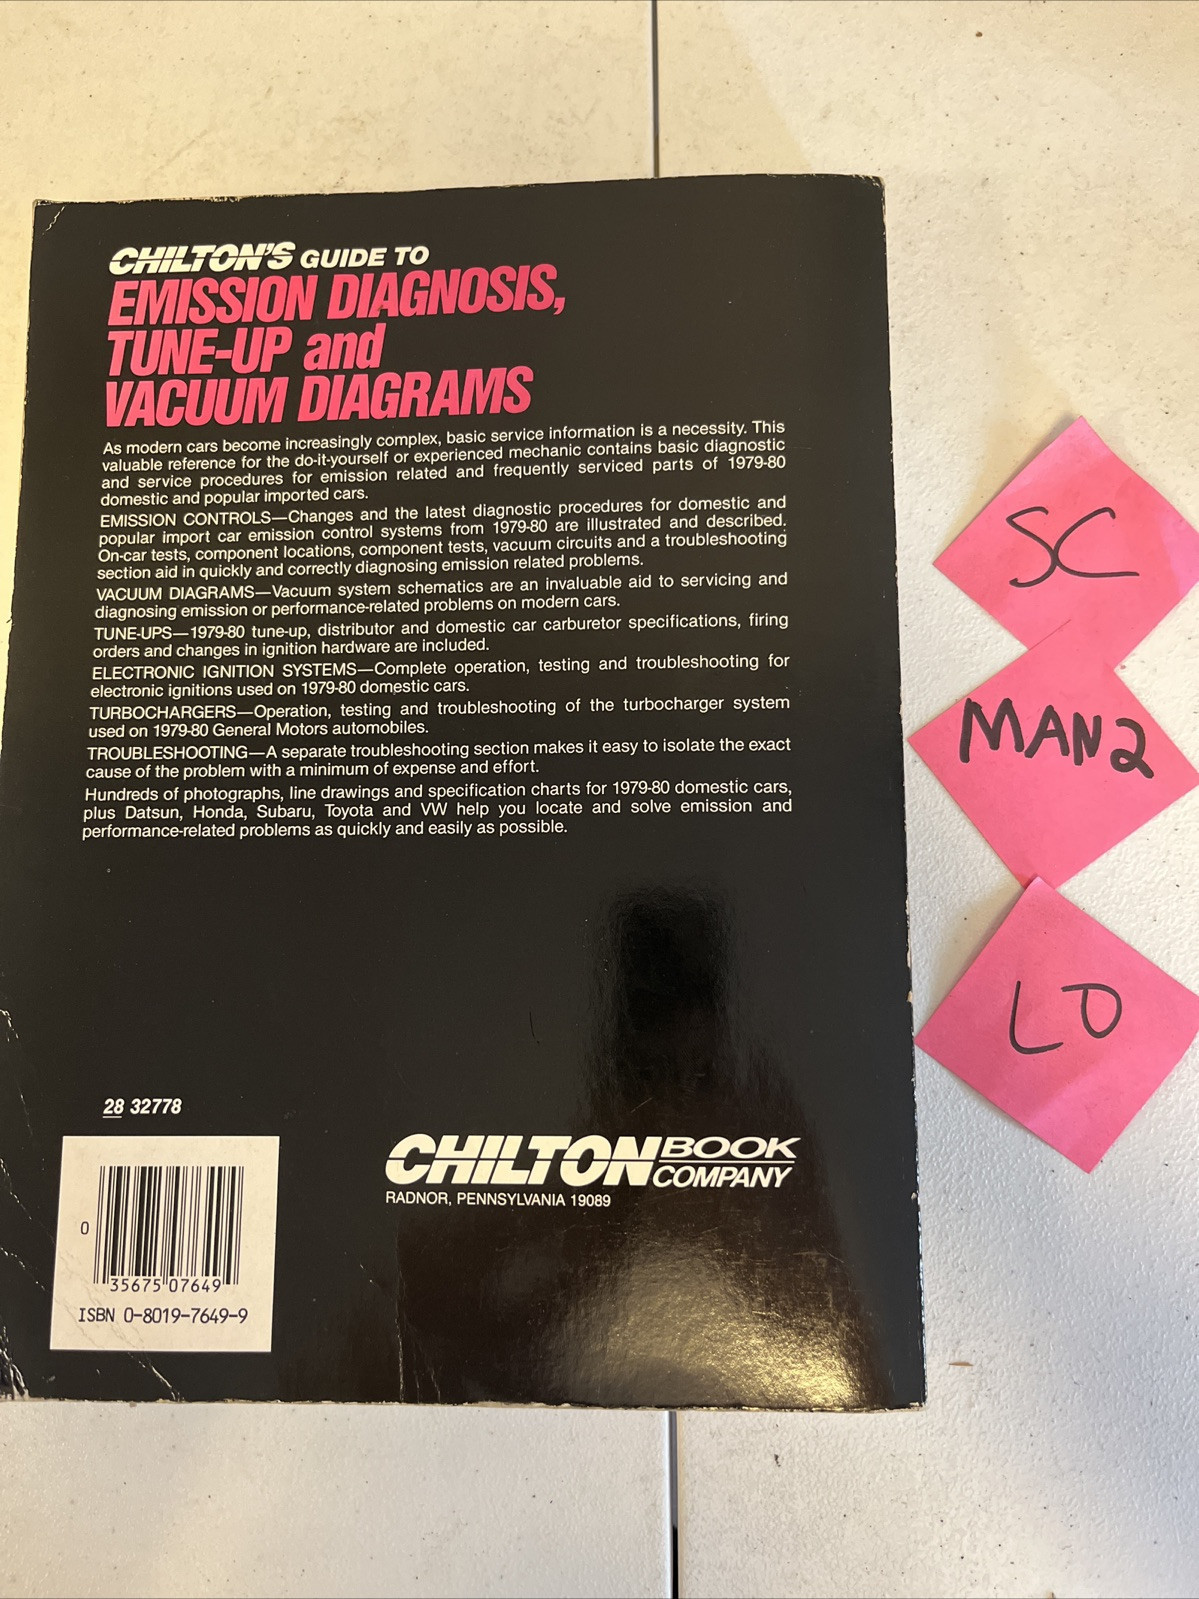 CHILTON'S GUIDE TO
EMISSION DIAGNOSIS,
TUNE-UP and
VACUUM DIAGRAMS
As modern cars become increasingly complex, basic service information is a necessity. This
valuable reference for the do-it-yourself or experienced mechanic contains basic diagnostic
and service procedures for emission related and frequently serviced parts of 1979-80
domestic and popular imported cars.
EMISSION CONTROLS—Changes and the latest diagnostic procedures for domestic and
popular import car emission control systems from 1979-80 are illustrated and described.
On-car tests, component locations, component tests, vacuum circuits and a troubleshooting
section aid in quickly and correctly diagnosing emission related problems.
VACUUM DIAGRAMS—Vacuum system schematics are an invaluable aid to servicing and
diagnosing emission or performance-related problems on modern cars.
TUNE-UPS—1979-80 tune-up, distributor and domestic car carburetor specifications, firing
orders and changes in ignition hardware are included.
ELECTRONIC IGNITION SYSTEMS—Complete operation, testing and troubleshooting for
electronic ignitions used on 1979-80 domestic cars.
TURBOCHARGERS—Operation, testing and troubleshooting of the turbocharger system
used on 1979-80 General Motors automobiles.
TROUBLESHOOTING—A separate troubleshooting section makes it easy to isolate the exact
cause of the problem with a minimum of expense and effort.
Hundreds of photographs, line drawings and specification charts for 1979-80 domestic cars,
plus Datsun, Honda, Subaru, Toyota and VW help you locate and solve emission and
performance-related problems as quickly and easily as possible.
28 32778
CHILTON BOOK COMPANY
RADNOR, PENNSYLVANIA 19089
0
35675 07649
ISBN 0-8019-7649-9
SC
MAN2
LO